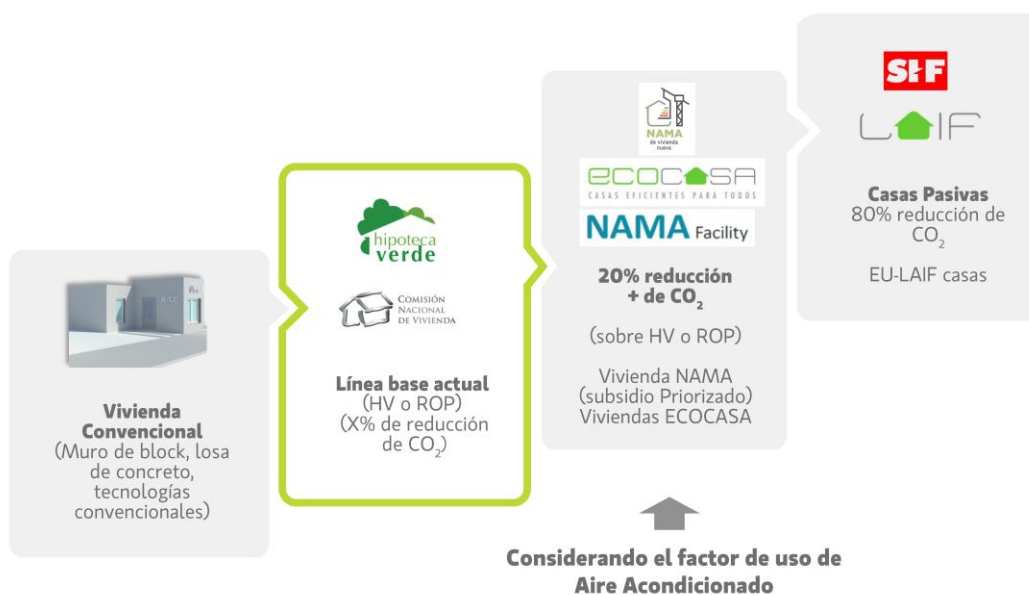 Vivienda
Convencional
(Muro de block, losa
de concreto,
tecnologías
convencionales)
hipoteca
verde
COMISIÓN
NACIONAL
DE VIVIENDA
Línea base actual
(HV o ROP)
(X% de reducción
de CO₂)
NAMA
de vivienda
nueva
ECOCASA
CASAS EFICIENTES PARA TODOS
NAMA Facility
20% reducción
+ de CO₂
(sobre HV o ROP)
Vivienda NAMA
(subsidio Priorizado)
Viviendas ECOCASA
SHF
LAIF
Casas Pasivas
80% reducción de
CO₂
EU-LAIF casas
Considerando el factor de uso de
Aire Acondicionado